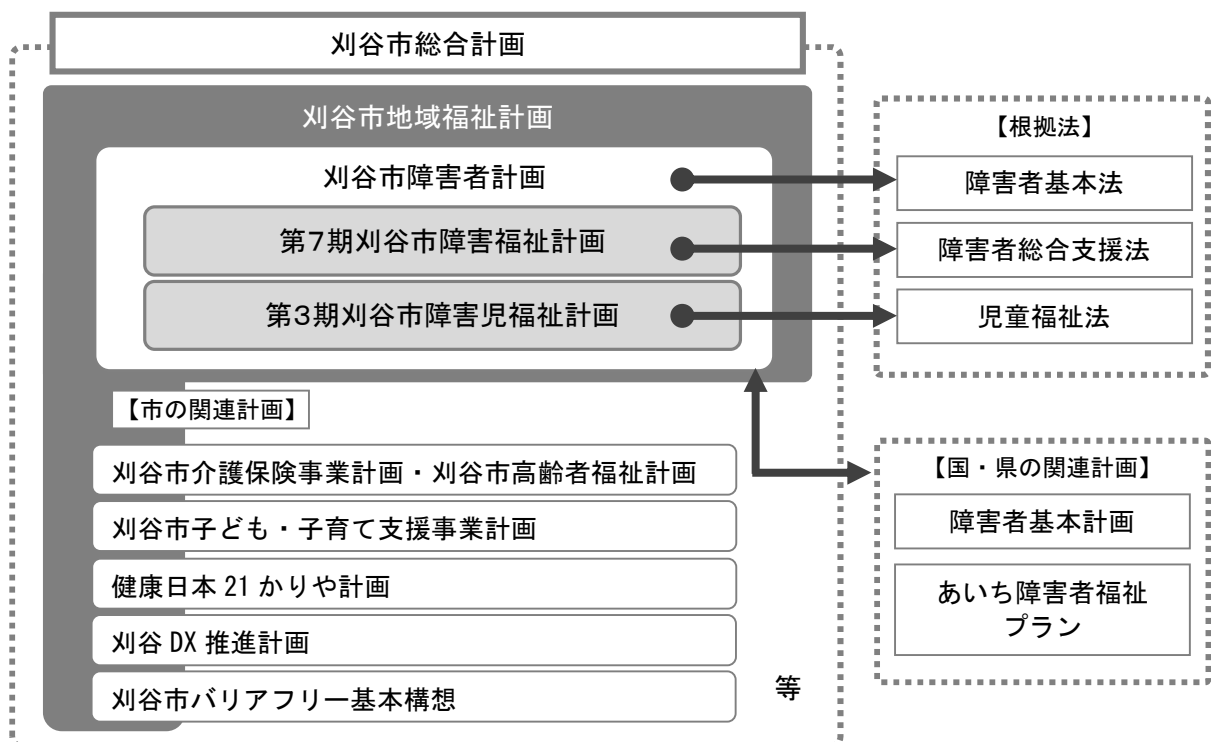 刈谷市総合計画
刈谷市地域福祉計画
刈谷市障害者計画
第7期刈谷市障害福祉計画
第3期刈谷市障害児福祉計画
【根拠法】
障害者基本法
障害者総合支援法
児童福祉法
【市の関連計画】
刈谷市介護保険事業計画・刈谷市高齢者福祉計画
刈谷市子ども・子育て支援事業計画
健康日本21かりや計画
刈谷DX推進計画
刈谷市バリアフリー基本構想
等
【国・県の関連計画】
障害者基本計画
あいち障害者福祉
プラン